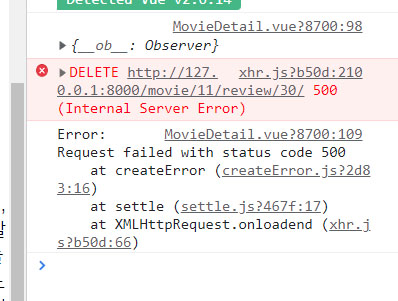 Detected Vue v2.6.14
MovieDetail.vue?8700:98
▶{__ob__: Observer}
▶DELETE http://127. xhr.js?b50d:210
0.0.1:8000/movie/11/review/30/ 500
(Internal Server Error)
Error: MovieDetail.vue?8700:109
Request failed with status code 500
at createError (createError.js?2d8
3:16)
at settle (settle.js?467f:17)
at XMLHttpRequest.onloadend (xhr.j
s?b50d:66)